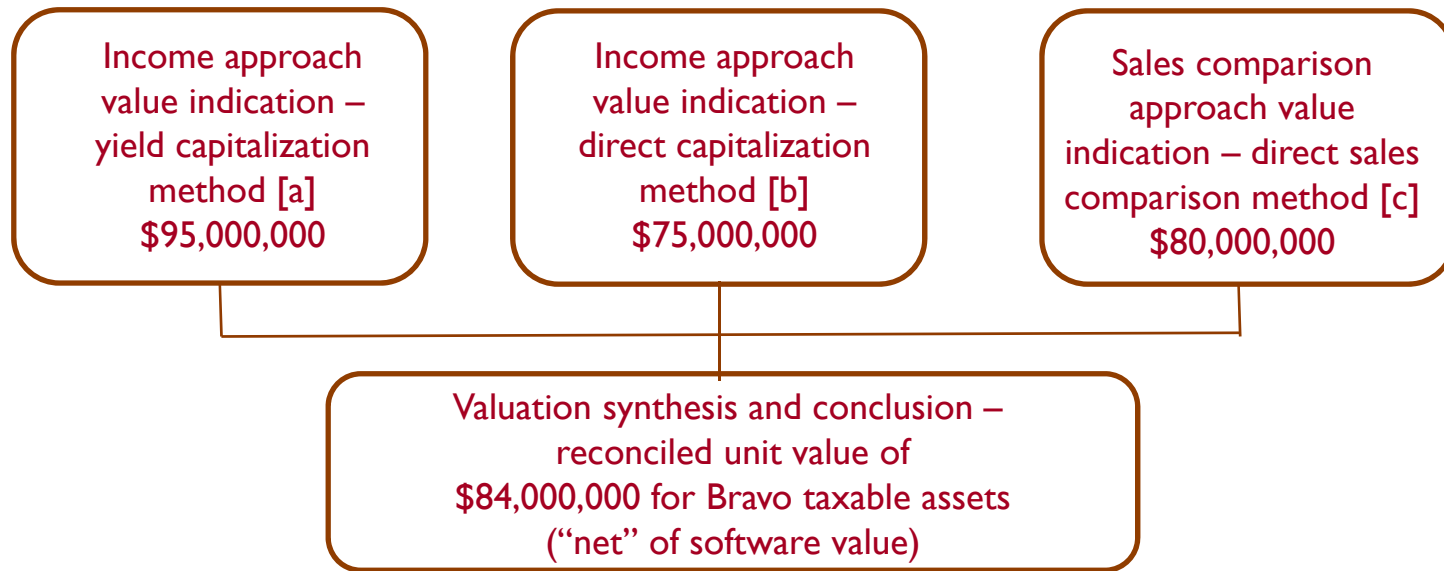 Income approach
value indication –
yield capitalization
method [a]
$95,000,000
Income approach
value indication –
direct capitalization
method [b]
$75,000,000
Sales comparison
approach value
indication – direct sales
comparison method [c]
$80,000,000
Valuation synthesis and conclusion –
reconciled unit value of
$84,000,000 for Bravo taxable assets
(“net” of software value)